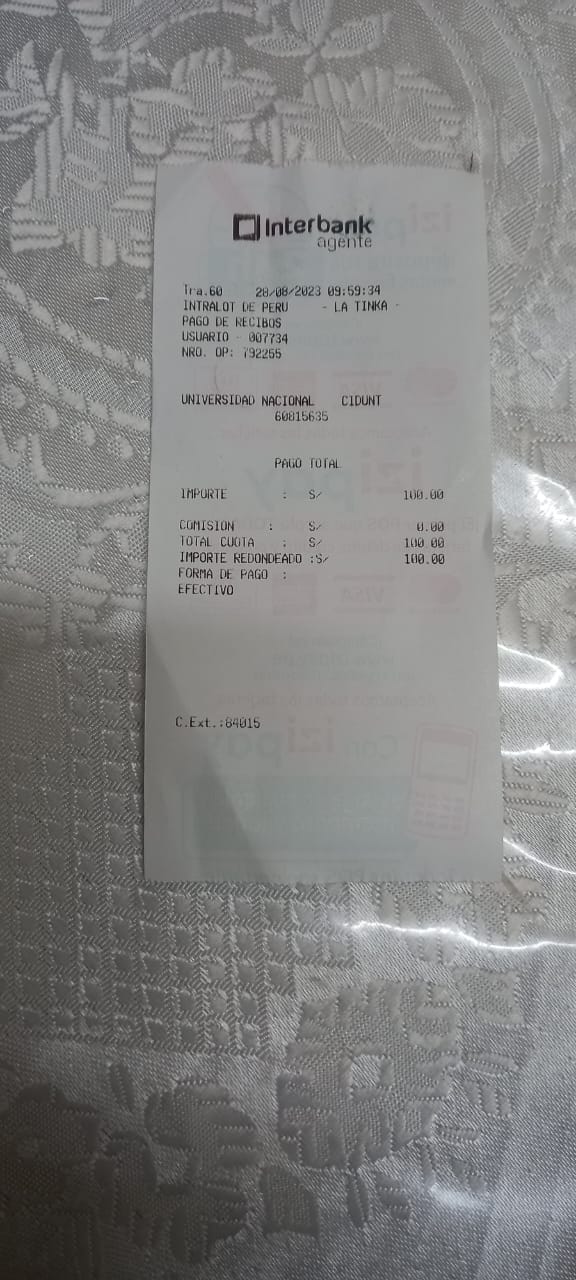 Interbank
agente
Tra.60 28/08/2023 09:59:34
INTRALOT DE PERU - LA TINKA -
PAGO DE RECIBOS
USUARIO - 007734
NRO. OP: 792255
UNIVERSIDAD NACIONAL CIDUNT
60815635
PAGO TOTAL
IMPORTE : S/ 100.00
COMISION : S/ 0.00
TOTAL CUOTA : S/ 100.00
IMPORTE REDONDEADO :S/ 100.00
FORMA DE PAGO :
EFECTIVO
C.Ext.:84015